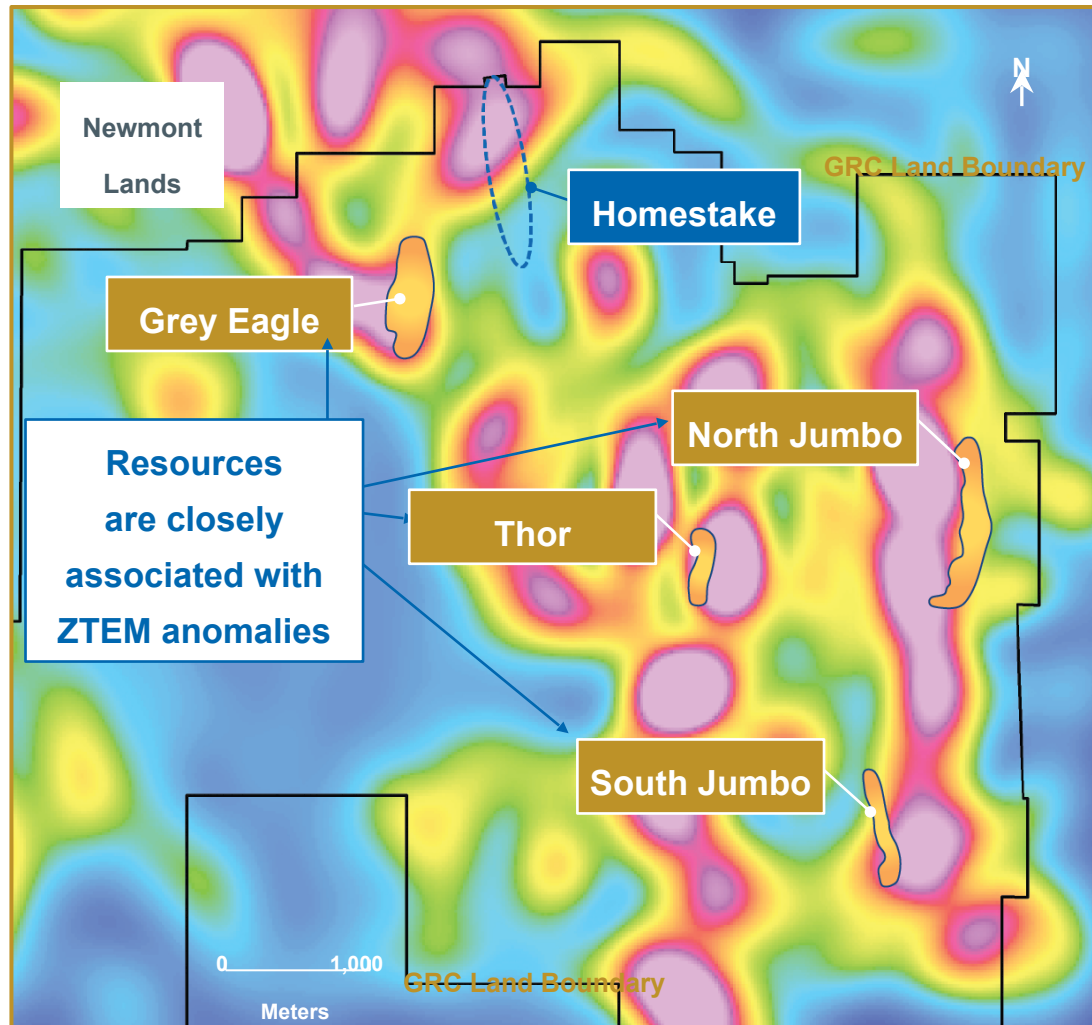 N
Newmont
Lands
GRC Land Boundary
Homestake
Grey Eagle
North Jumbo
Resources
are closely
associated with
ZTEM anomalies
Thor
South Jumbo
0 1,000
GRC Land Boundary
Meters